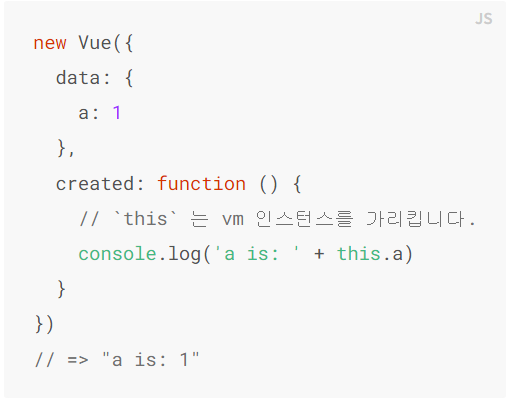 JS
new Vue({
  data: {
    a: 1
  },
  created: function () {
    // `this` 는 vm 인스턴스를 가리킵니다.
    console.log('a is: ' + this.a)
  }
})
// => "a is: 1"